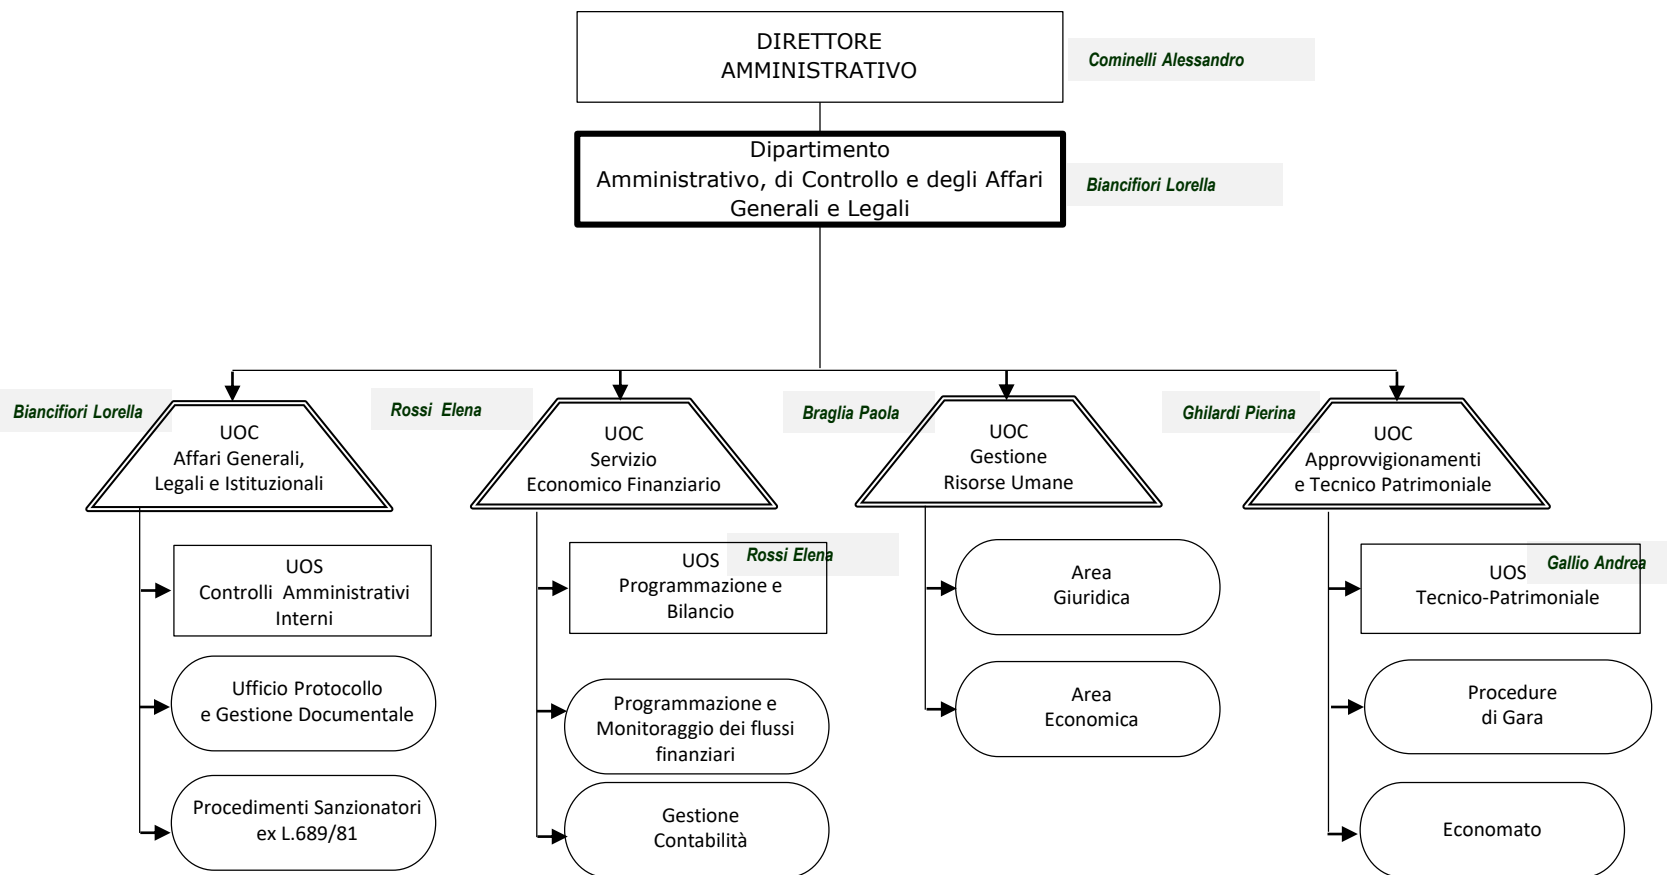 DIRETTORE
AMMINISTRATIVO
Cominelli Alessandro
Dipartimento
Amministrativo, di Controllo e degli Affari
Generali e Legali
Biancifiori Lorella
Biancifiori Lorella
UOC
Affari Generali,
Legali e Istituzionali
Rossi Elena
UOC
Servizio
Economico Finanziario
Braglia Paola
UOC
Gestione
Risorse Umane
Ghilardi Pierina
UOC
Approvvigionamenti
e Tecnico Patrimoniale
UOS
Controlli Amministrativi
Interni
UOS
Programmazione e
Bilancio
Rossi Elena
Area
Giuridica
UOS
Tecnico-Patrimoniale
Gallio Andrea
Ufficio Protocollo
e Gestione Documentale
Programmazione e
Monitoraggio dei flussi
finanziari
Area
Economica
Procedure
di Gara
Procedimenti Sanzionatori
ex L.689/81
Gestione
Contabilità
Economato